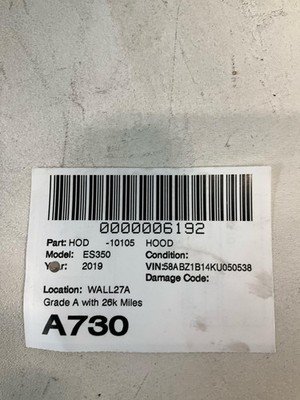 0000006192
Part: HOD -10105 HOOD
Model: ES350 Condition:
Year: 2019 VIN:58ABZ1B14KU050538
Damage Code:
Location: WALL27A
Grade A with 26k Miles
A730